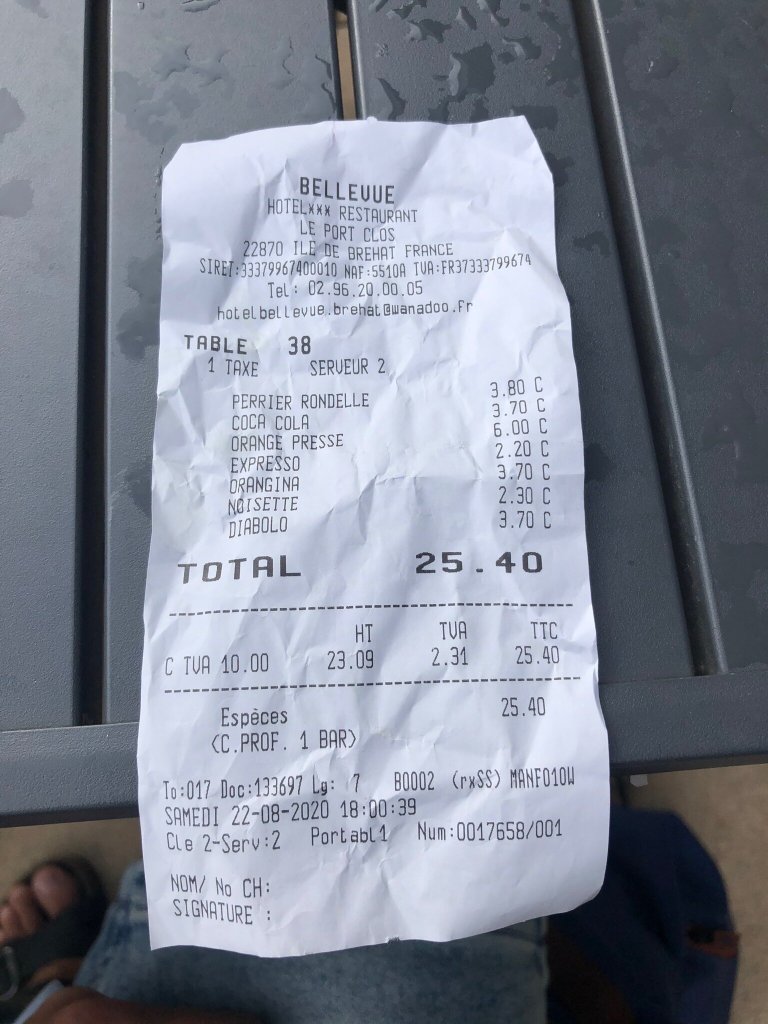 BELLEVUE
HOTEL*** RESTAURANT
LE PORT CLOS
22870 ILE DE BREHAT FRANCE
SIRET:33379967400010 NAF:5510A TVA:FR37333799674
Tel: 02.96.20.00.05
hotelbellevue.brehat@wanadoo.fr
TABLE 38
1 TAXE SERVEUR 2
PERRIER RONDELLE 3.80 C
COCA COLA 3.70 C
ORANGE PRESSE 6.00 C
EXPRESSO 2.20 C
ORANGINA 3.70 C
NOISETTE 2.30 C
DIABOLO 3.70 C
TOTAL 25.40
HT TVA TTC
C TVA 10.00 23.09 2.31 25.40
Espèces 25.40
(C.PROF. 1 BAR)
To:017 Doc:133697 Lg: 7 B0002 (rxSS) MANF010W
SAMEDI 22-08-2020 18:00:39
Cle 2-Serv:2 Portabl1 Num:0017658/001
NOM/ No CH:
SIGNATURE :